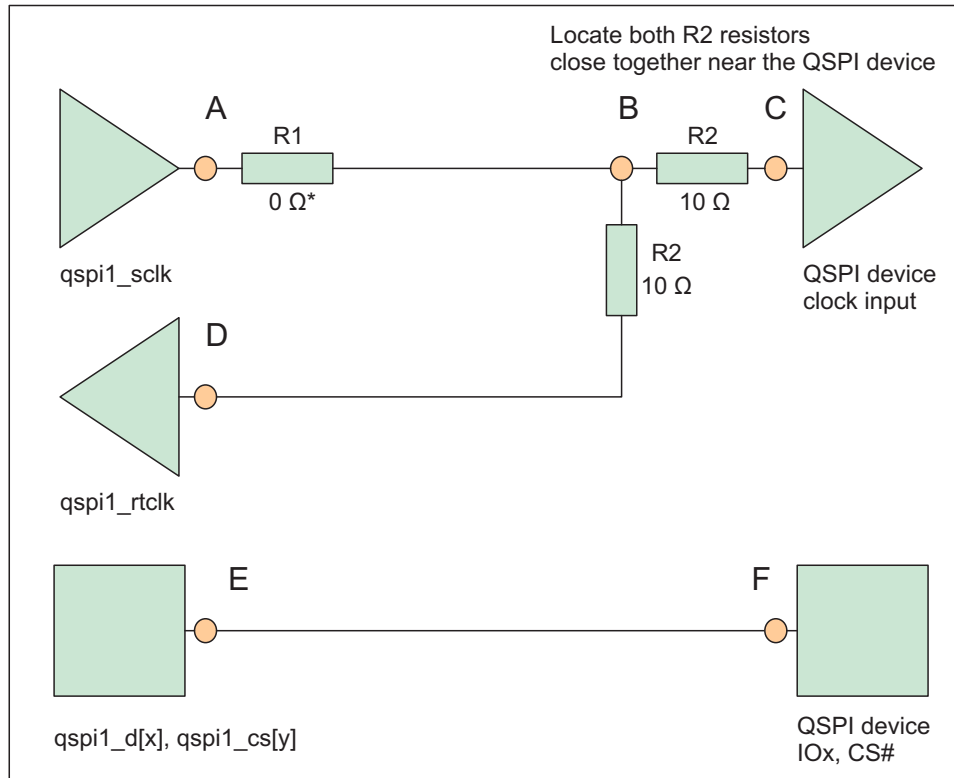 Locate both R2 resistors
close together near the QSPI device
A
B
C
R1
R2
0 Ω*
10 Ω
R2
10 Ω
qspi1_sclk
QSPI device
clock input
D
qspi1_rtclk
E
F
qspi1_d[x], qspi1_cs[y]
QSPI device
IOx, CS#